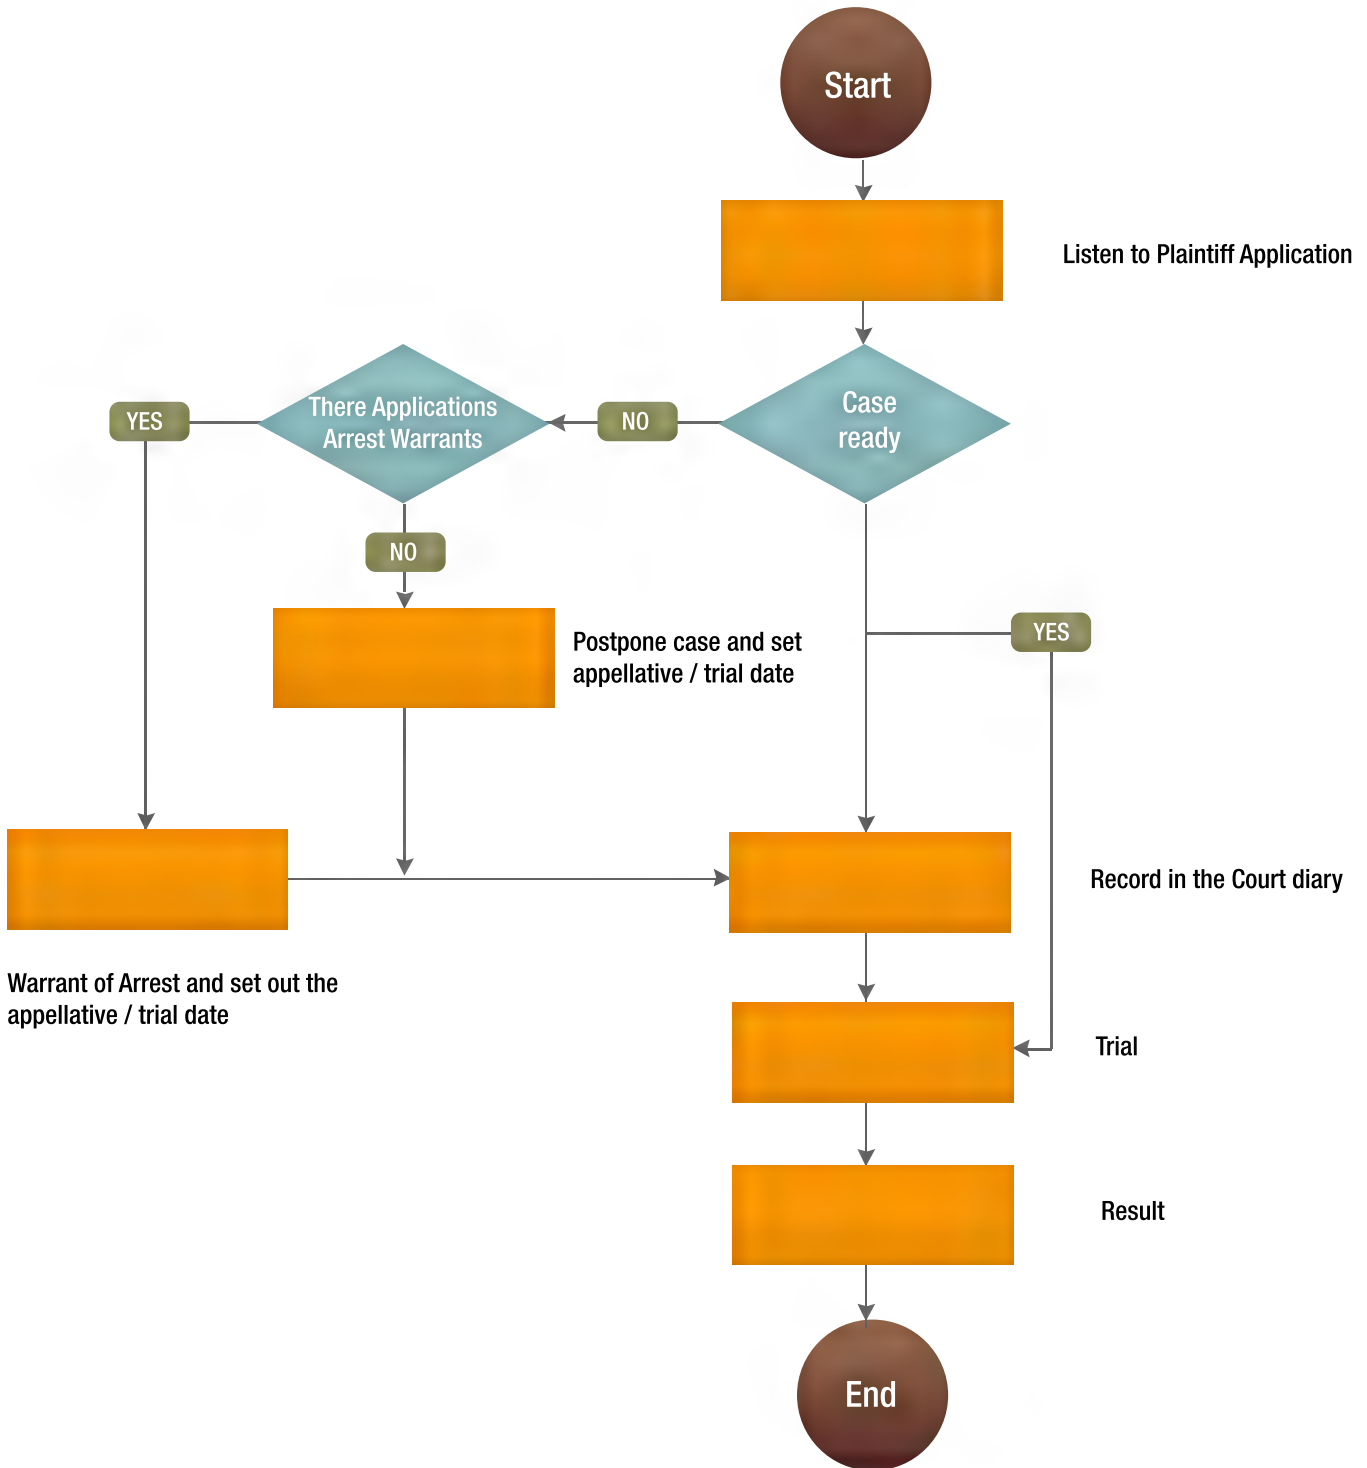 Start
Listen to Plaintiff Application
Case
ready
NO
There Applications
Arrest Warrants
YES
NO
Postpone case and set
appellative / trial date
YES
Record in the Court diary
Warrant of Arrest and set out the
appellative / trial date
Trial
Result
End